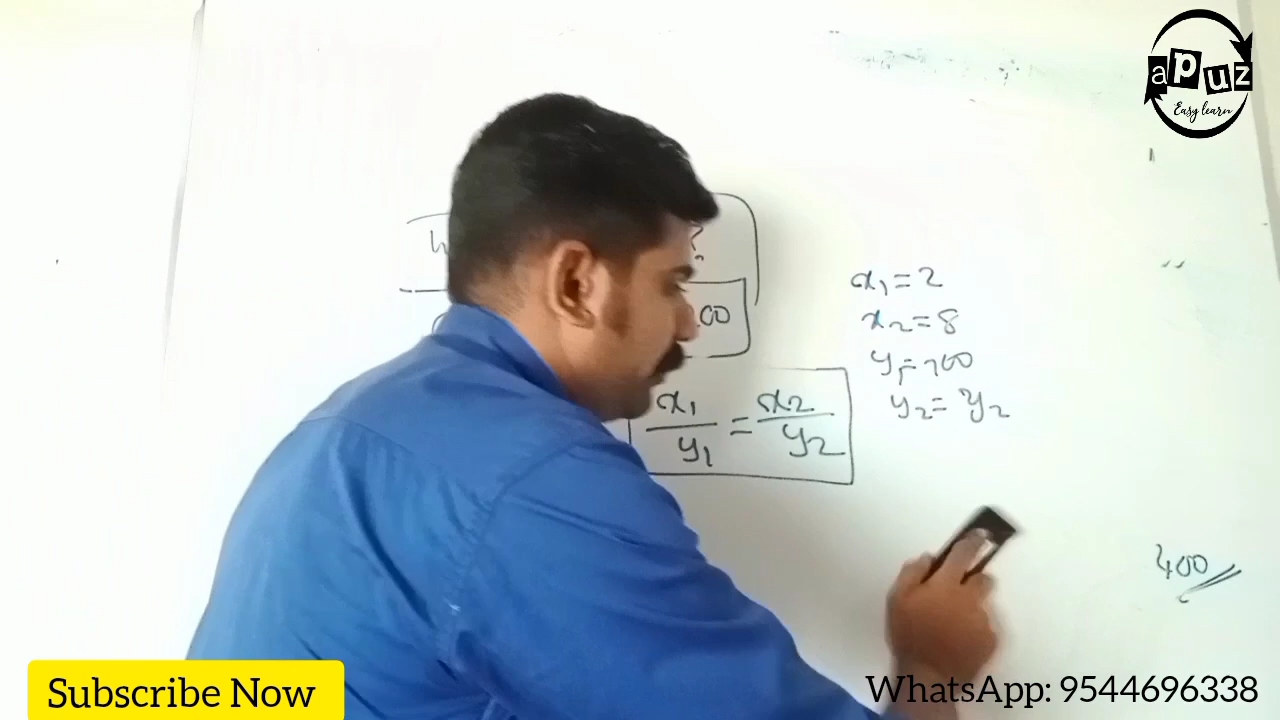 apuz
Easy learn
?
00
x₁ = 2
x₂ = 8
y₁ = 100
y₂ = y₂
x₁/y₁ = x₂/y₂
400
Subscribe Now
WhatsApp: 9544696338